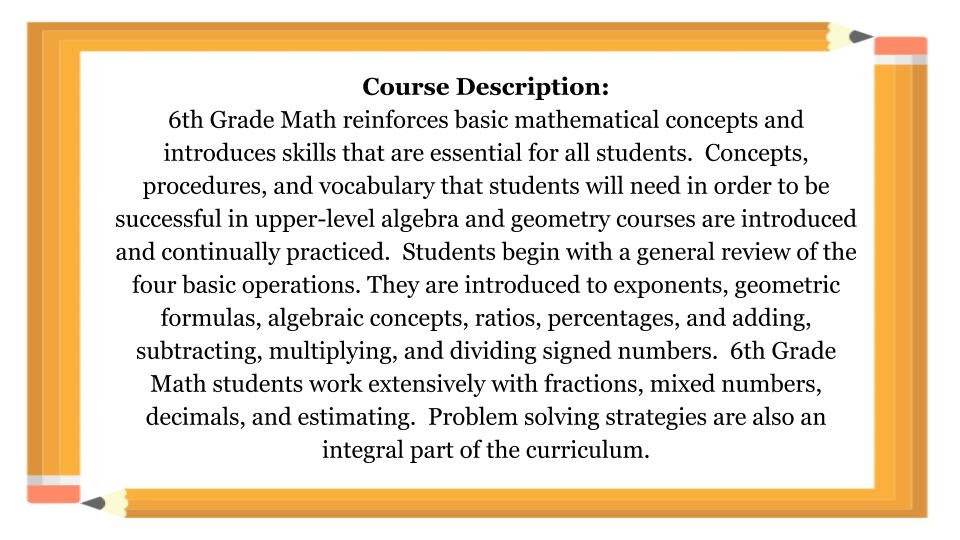 Course Description:
6th Grade Math reinforces basic mathematical concepts and
introduces skills that are essential for all students.  Concepts,
procedures, and vocabulary that students will need in order to be
successful in upper-level algebra and geometry courses are introduced
and continually practiced.  Students begin with a general review of the
four basic operations. They are introduced to exponents, geometric
formulas, algebraic concepts, ratios, percentages, and adding,
subtracting, multiplying, and dividing signed numbers.  6th Grade
Math students work extensively with fractions, mixed numbers,
decimals, and estimating.  Problem solving strategies are also an
integral part of the curriculum.